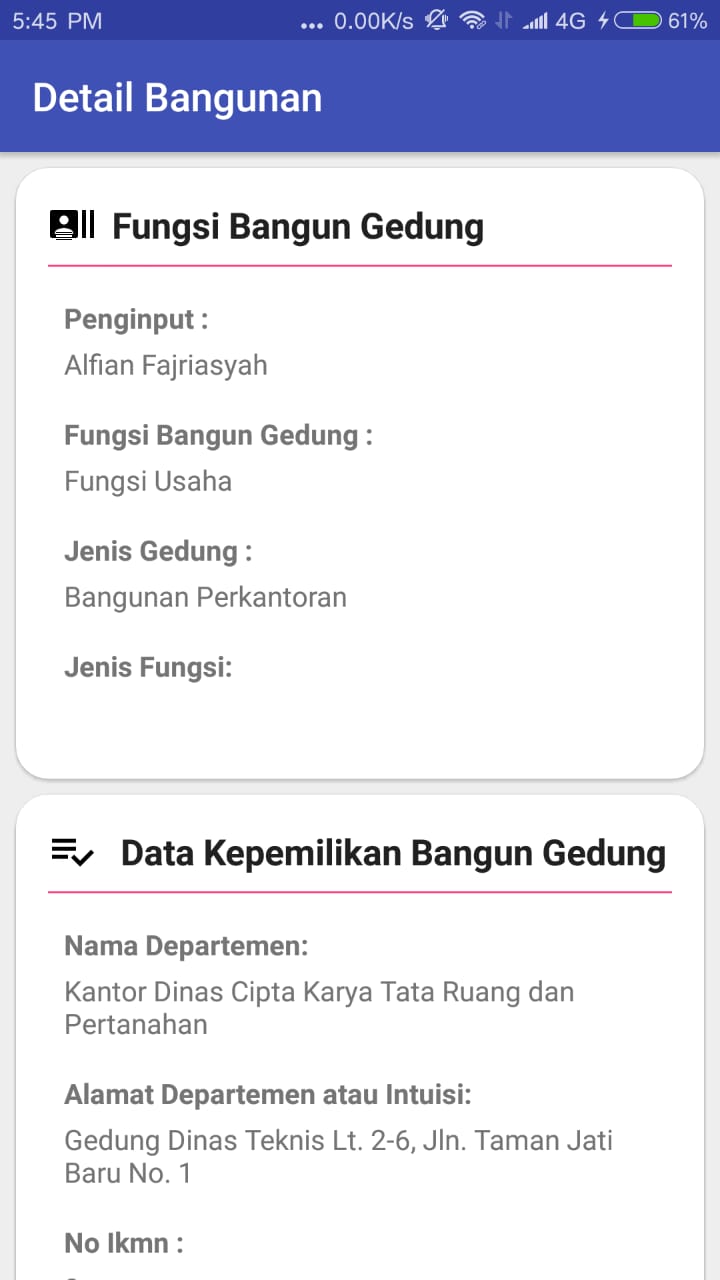 5:45 PM
... 0.00K/s 4G 61%
Detail Bangunan
Fungsi Bangun Gedung
Penginput :
Alfian Fajriasyah
Fungsi Bangun Gedung :
Fungsi Usaha
Jenis Gedung :
Bangunan Perkantoran
Jenis Fungsi:
Data Kepemilikan Bangun Gedung
Nama Departemen:
Kantor Dinas Cipta Karya Tata Ruang dan
Pertanahan
Alamat Departemen atau Intuisi:
Gedung Dinas Teknis Lt. 2-6, Jln. Taman Jati
Baru No. 1
No Ikmn :